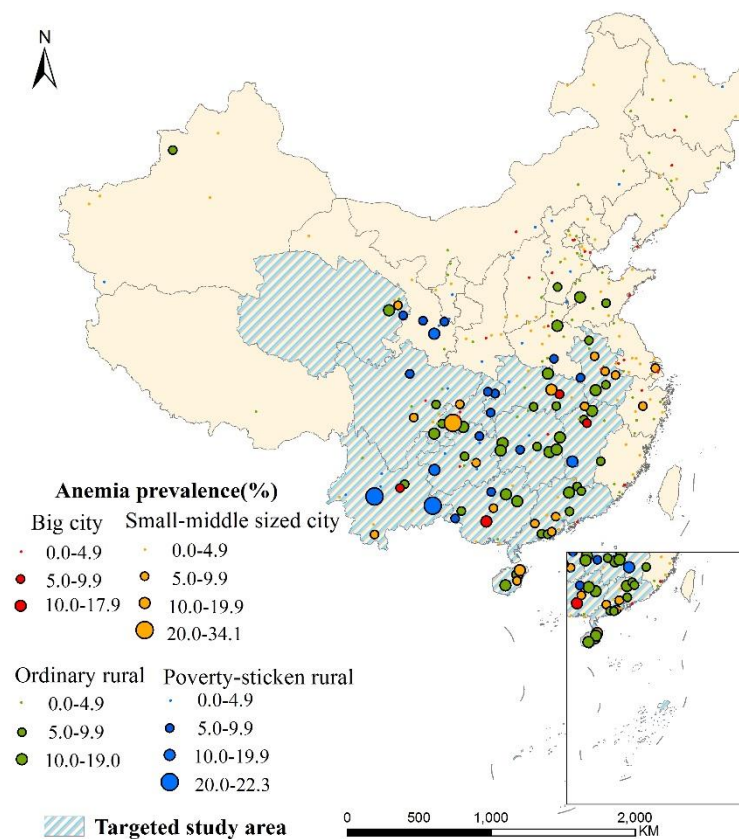 N
Anemia prevalence(%)
Big city
0.0-4.9
5.0-9.9
10.0-17.9
Small-middle sized city
0.0-4.9
5.0-9.9
10.0-19.9
20.0-34.1
Ordinary rural
0.0-4.9
5.0-9.9
10.0-19.0
Poverty-sticken rural
0.0-4.9
5.0-9.9
10.0-19.9
20.0-22.3
Targeted study area
0 500 1,000 2,000
KM